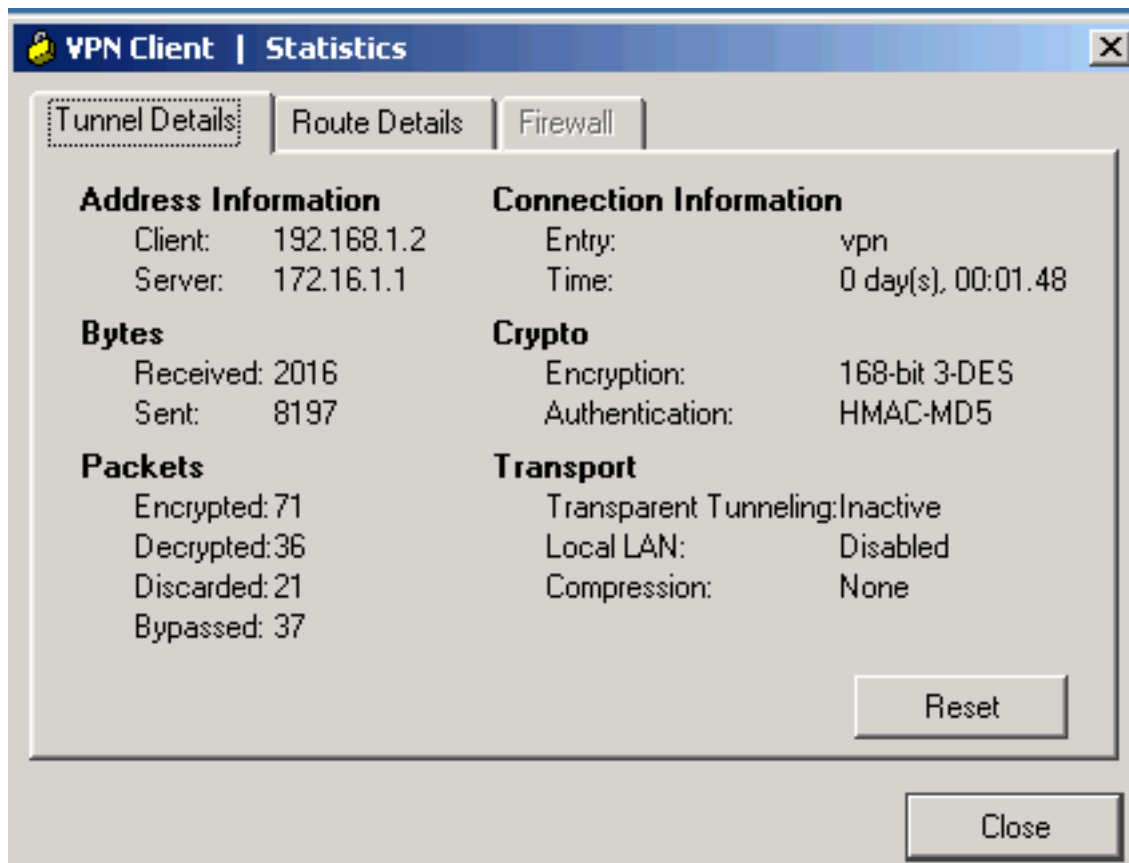 VPN Client | Statistics
Tunnel Details Route Details Firewall
Address Information
Client: 192.168.1.2
Server: 172.16.1.1
Bytes
Received: 2016
Sent: 8197
Packets
Encrypted: 71
Decrypted: 36
Discarded: 21
Bypassed: 37
Connection Information
Entry: vpn
Time: 0 day(s), 00:01.48
Crypto
Encryption: 168-bit 3-DES
Authentication: HMAC-MD5
Transport
Transparent Tunneling:Inactive
Local LAN: Disabled
Compression: None
Reset
Close